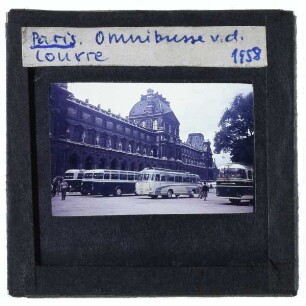 Paris. Omnibusse v. d.
Louvre 1958